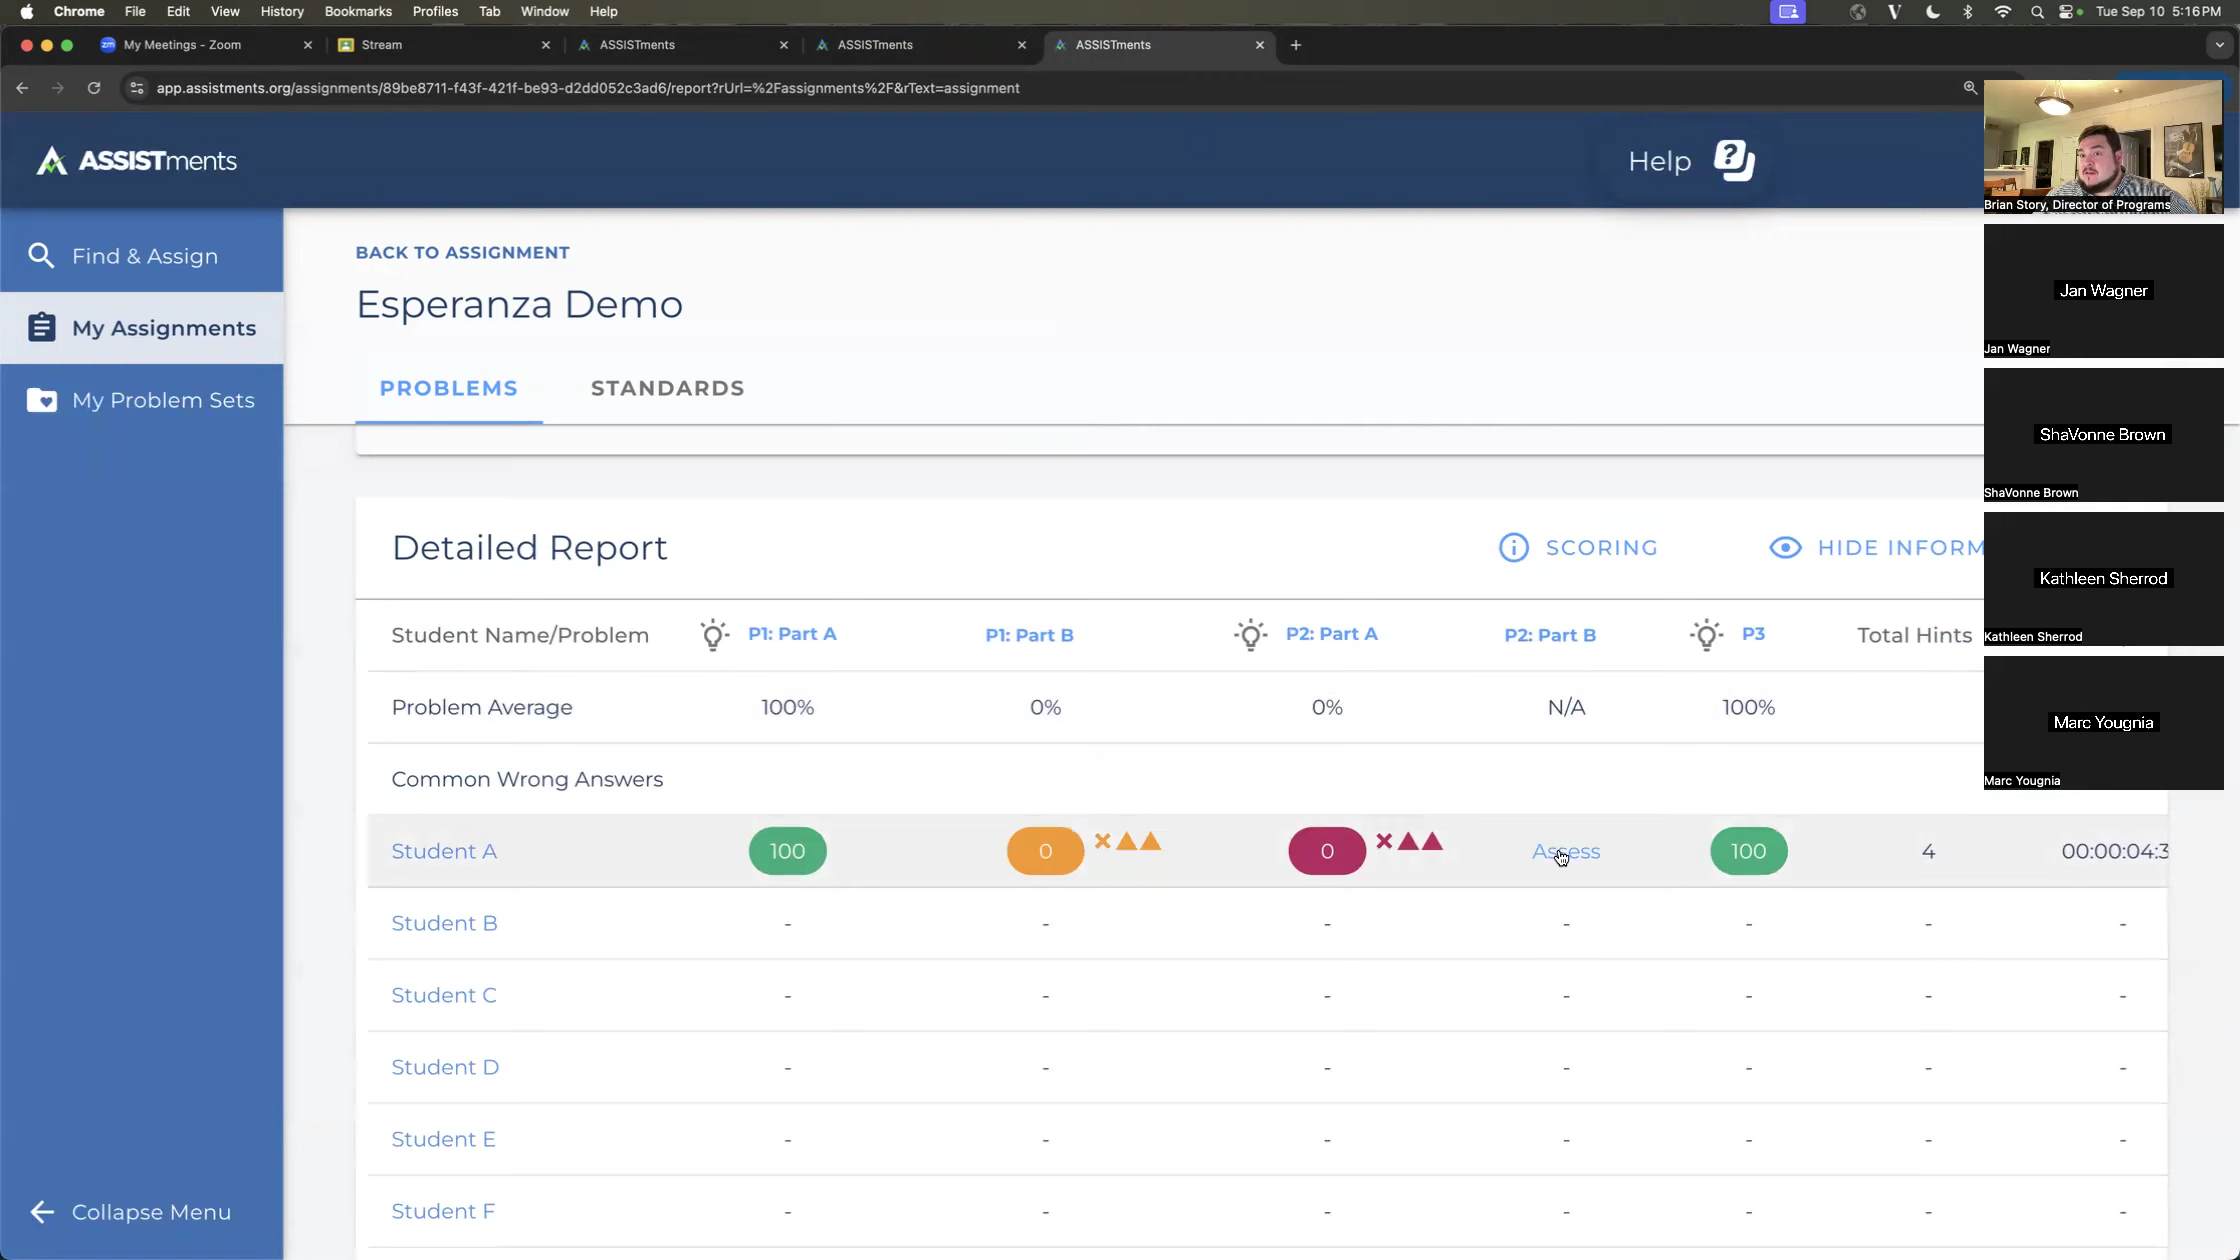 Chrome File Edit View History Bookmarks Profiles Tab Window Help
Tue Sep 10 5:16 PM
My Meetings - Zoom
Stream
ASSISTments
ASSISTments
ASSISTments
app.assistments.org/assignments/89be8711-f43f-421f-be93-d2dd052c3ad6/report?rUrl=%2Fassignments%2F&rText=assignment
ASSISTments
Help
Find & Assign
My Assignments
My Problem Sets
Collapse Menu
BACK TO ASSIGNMENT
Esperanza Demo
PROBLEMS STANDARDS
Detailed Report
SCORING
HIDE INFORM
Student Name/Problem P1: Part A P1: Part B P2: Part A P2: Part B P3 Total Hints
Problem Average 100% 0% 0% N/A 100%
Common Wrong Answers
Student A 100 0 0 Assess 100 4 00:00:04:3
Student B - - - - - - -
Student C - - - - - - -
Student D - - - - - - -
Student E - - - - - - -
Student F - - - - - - -
Brian Story, Director of Programs
Jan Wagner
Jan Wagner
ShaVonne Brown
ShaVonne Brown
Kathleen Sherrod
Kathleen Sherrod
Marc Yougnia
Marc Yougnia